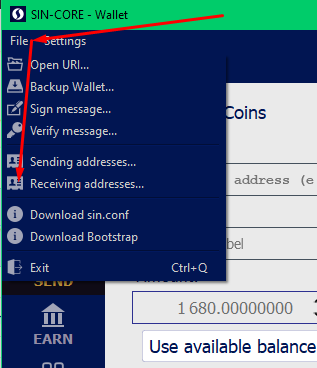 SIN-CORE - Wallet
File Settings
Open URI...
Backup Wallet...
Sign message...
Verify message...
Sending addresses...
Receiving addresses...
Download sin.conf
Download Bootstrap
Exit Ctrl+Q
Coins
address (e
bel
1 680.00000000
Use available balance
SEND
EARN